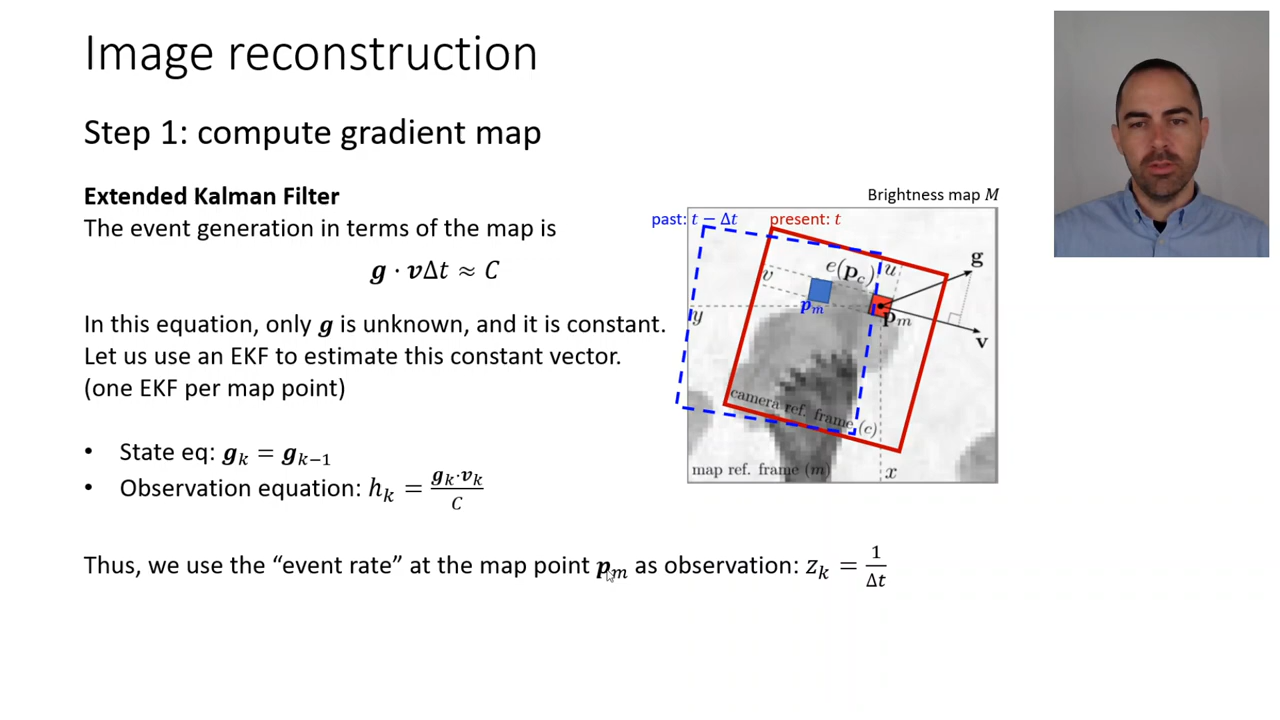 Image reconstruction
Step 1: compute gradient map
Extended Kalman Filter
The event generation in terms of the map is
g · vΔt ≈ C
In this equation, only g is unknown, and it is constant.
Let us use an EKF to estimate this constant vector.
(one EKF per map point)
• State eq: g_k = g_{k−1}
• Observation equation: h_k = g_k·v_k / C
Thus, we use the “event rate” at the map point p_m as observation: z_k = 1/Δt
Brightness map M
past: t − Δt
present: t
e(p_c)
u
g
v
p_m
p_m
y
v
camera ref. frame (c)
map ref. frame (m)
x